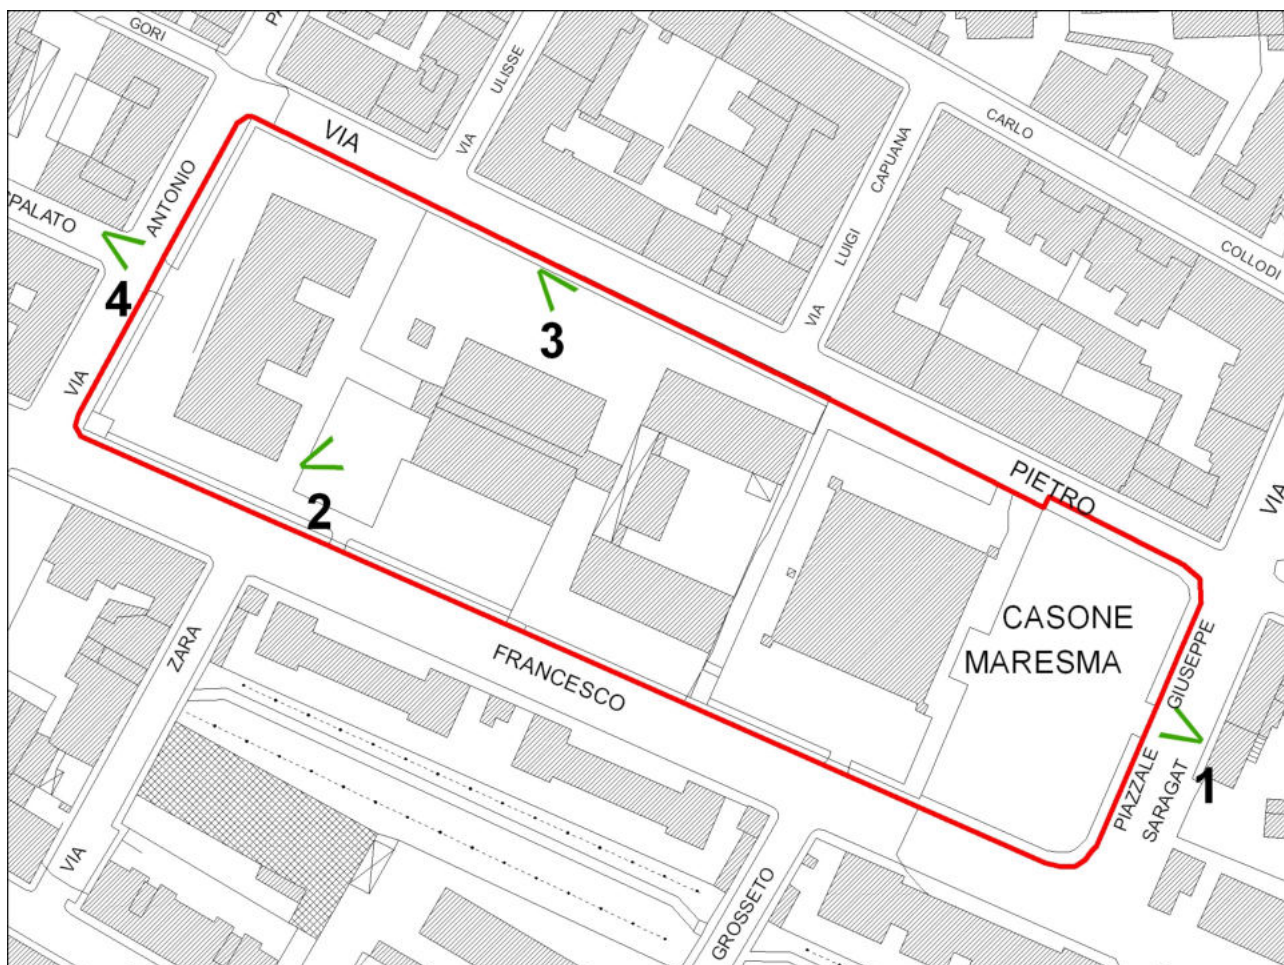 GORI
ULISSE
VIA
VIA
ANTONIO
PALATO
CAPUANA
CARLO
LUIGI
VIA
COLLODI
4
3
VIA
PIETRO
VIA
2
CASONE
MARESMA
GIUSEPPE
ZARA
FRANCESCO
PIAZZALE
SARAGAT
1
VIA
GROSSETO